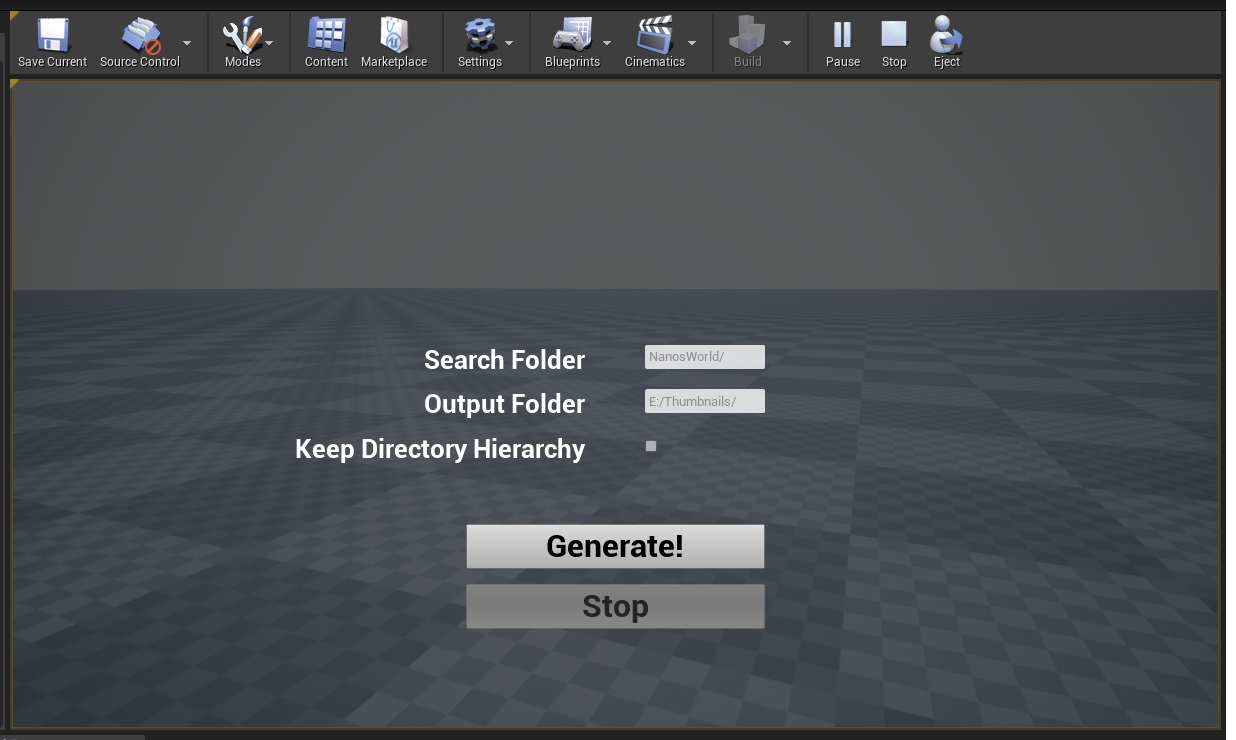 Save Current Source Control Modes Content Marketplace Settings Blueprints Cinematics Build Pause Stop Eject
Search Folder NanosWorld/
Output Folder E:/Thumbnails/
Keep Directory Hierarchy
Generate!
Stop